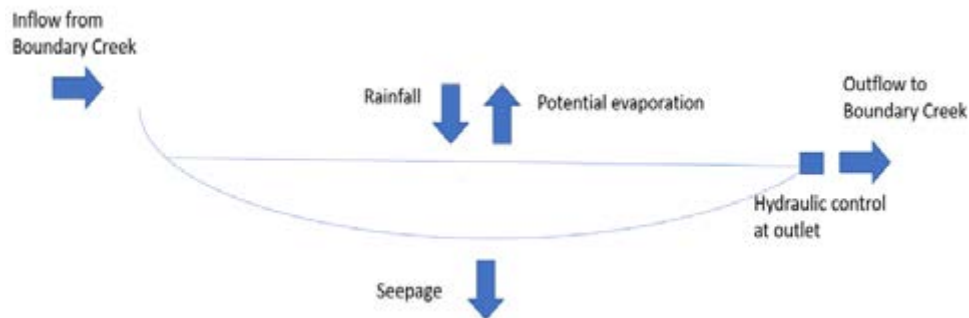 Inflow from
Boundary Creek
Rainfall
Potential evaporation
Outflow to
Boundary Creek
Hydraulic control
at outlet
Seepage